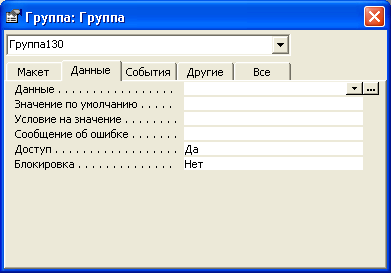 Группа: Группа
Группа130
Макет Данные События Другие Все
Данные . . . . . . . . . . . . . . . . . ...
Значение по умолчанию . . . . .
Условие на значение . . . . . . . .
Сообщение об ошибке . . . . . . .
Доступ . . . . . . . . . . . . . . . . . . Да
Блокировка . . . . . . . . . . . . . . Нет